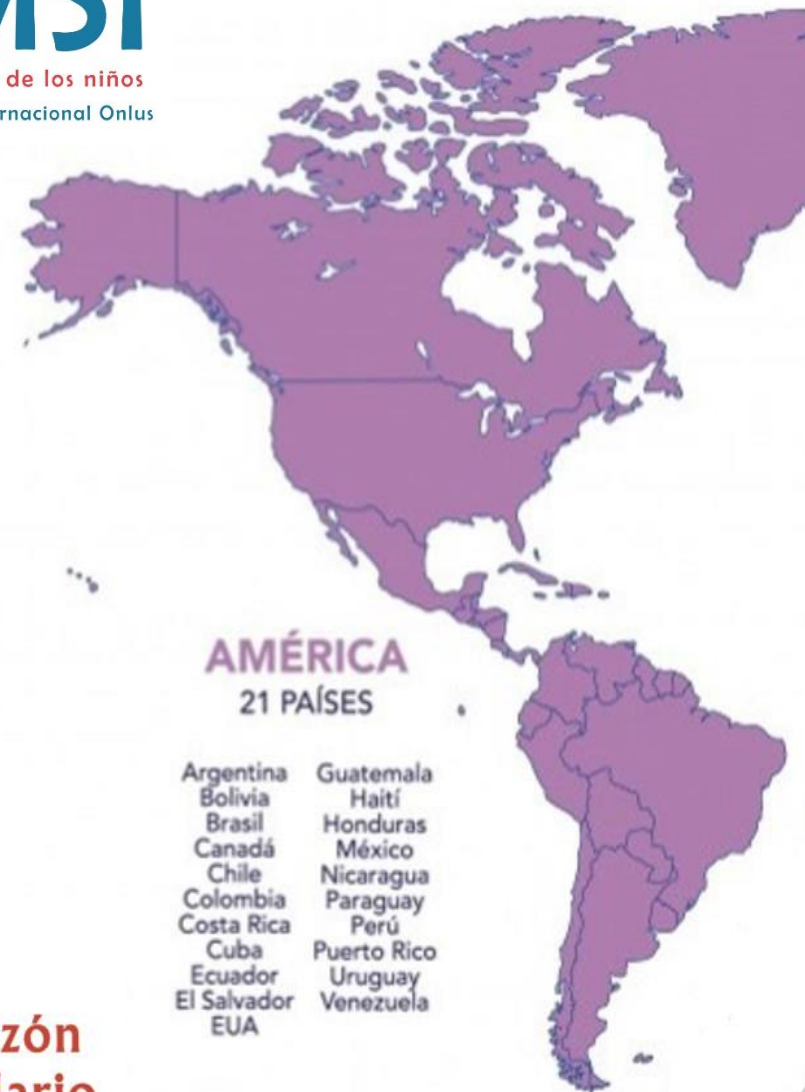 de los niños
rnacional Onlus
AMÉRICA
21 PAÍSES
Argentina
Bolivia
Brasil
Canadá
Chile
Colombia
Costa Rica
Cuba
Ecuador
El Salvador
EUA
Guatemala
Haití
Honduras
México
Nicaragua
Paraguay
Perú
Puerto Rico
Uruguay
Venezuela
zón